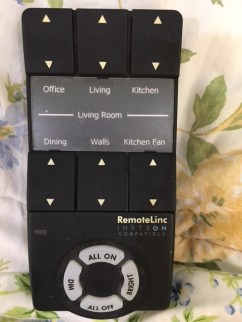 Office Living Kitchen
Living Room
Dining Walls Kitchen Fan
RemoteLinc
INSTEON
COMPATIBLE
ALL ON
DIM BRIGHT
ALL OFF